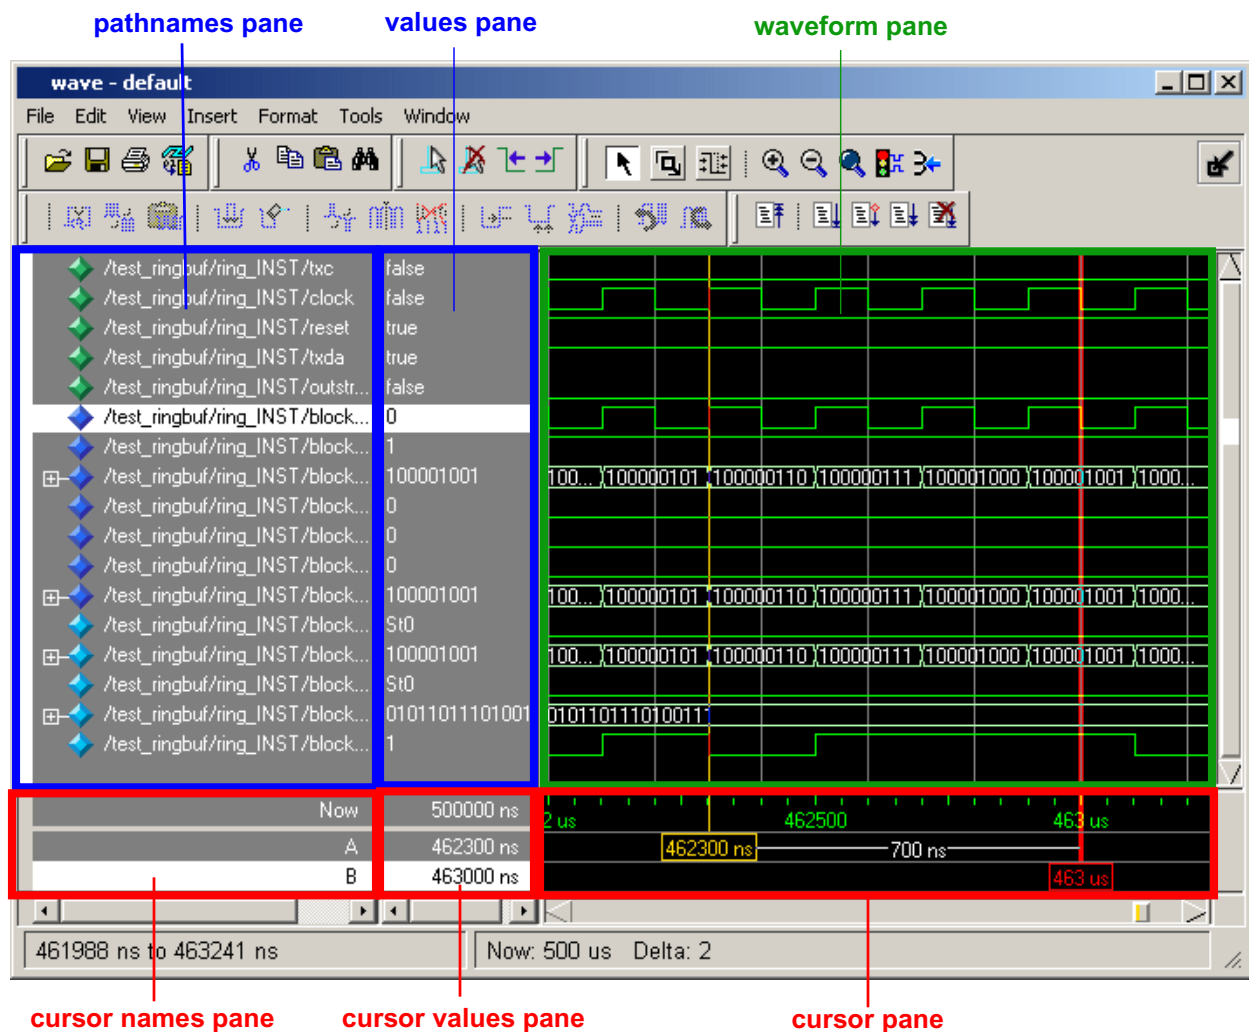 pathnames pane values pane waveform pane
wave - default
File Edit View Insert Format Tools Window
/test_ringbuf/ring_INST/txc false
/test_ringbuf/ring_INST/clock false
/test_ringbuf/ring_INST/reset true
/test_ringbuf/ring_INST/txda true
/test_ringbuf/ring_INST/outstr... false
/test_ringbuf/ring_INST/block... 0
/test_ringbuf/ring_INST/block... 1
/test_ringbuf/ring_INST/block... 100001001 100... 100000101 100000110 100000111 100001000 100001001 1000...
/test_ringbuf/ring_INST/block... 0
/test_ringbuf/ring_INST/block... 0
/test_ringbuf/ring_INST/block... 100001001 100... 100000101 100000110 100000111 100001000 100001001 1000...
/test_ringbuf/ring_INST/block... St0
/test_ringbuf/ring_INST/block... 100001001 100... 100000101 100000110 100000111 100001000 100001001 1000...
/test_ringbuf/ring_INST/block... St0
/test_ringbuf/ring_INST/block... 01011011101001 010110111010011
/test_ringbuf/ring_INST/block... 1
Now 500000 ns 2 us 462500 463 us
A 462300 ns 462300 ns 700 ns
B 463000 ns 463 us
461988 ns to 463241 ns Now: 500 us Delta: 2
cursor names pane cursor values pane cursor pane